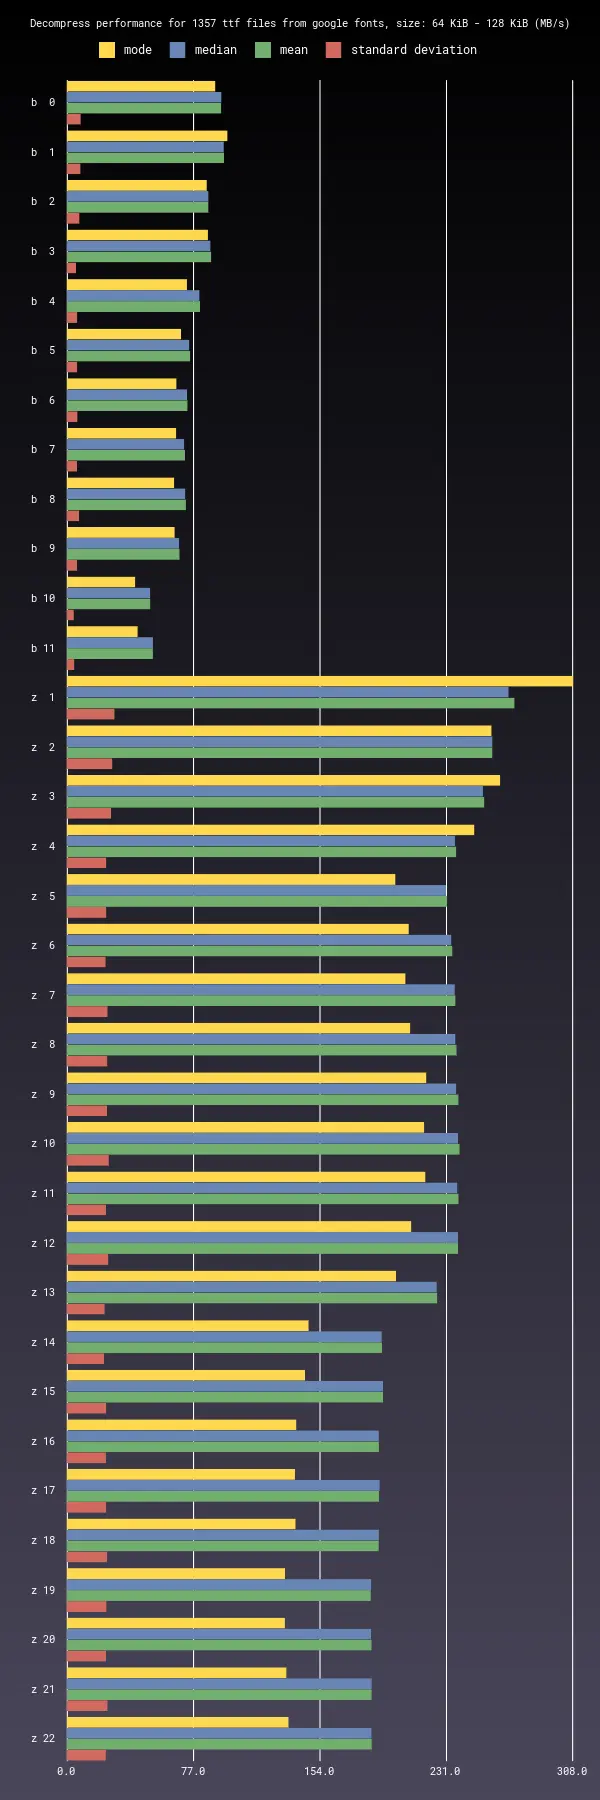 Decompress performance for 1357 ttf files from google fonts, size: 64 KiB - 128 KiB (MB/s)
mode median mean standard deviation
b 0
b 1
b 2
b 3
b 4
b 5
b 6
b 7
b 8
b 9
b 10
b 11
z 1
z 2
z 3
z 4
z 5
z 6
z 7
z 8
z 9
z 10
z 11
z 12
z 13
z 14
z 15
z 16
z 17
z 18
z 19
z 20
z 21
z 22
0.0 77.0 154.0 231.0 308.0